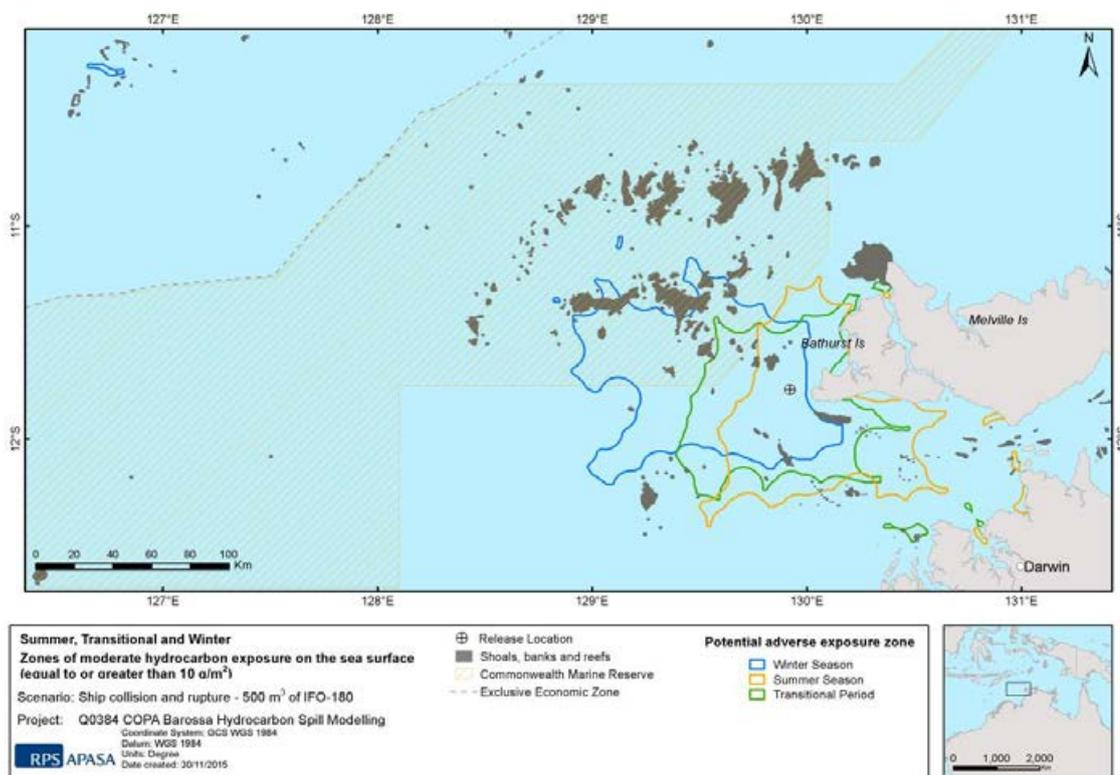 127°E 128°E 129°E 130°E 131°E
N
11°S
Melville Is
Bathurst Is
12°S
Darwin
0 20 40 60 80 100
Km
127°E 128°E 129°E 130°E 131°E
Summer, Transitional and Winter
Zones of moderate hydrocarbon exposure on the sea surface
(equal to or greater than 10 g/m²)
Scenario: Ship collision and rupture - 500 m³ of IFO-180
Project: Q0384 COPA Barossa Hydrocarbon Spill Modelling
Coordinate System: GCS WGS 1984
Datum: WGS 1984
Units: Degree
Date created: 30/11/2015
RPS APASA
Release Location
Shoals, banks and reefs
Commonwealth Marine Reserve
Exclusive Economic Zone
Potential adverse exposure zone
Winter Season
Summer Season
Transitional Period
0 1,000 2,000
Km